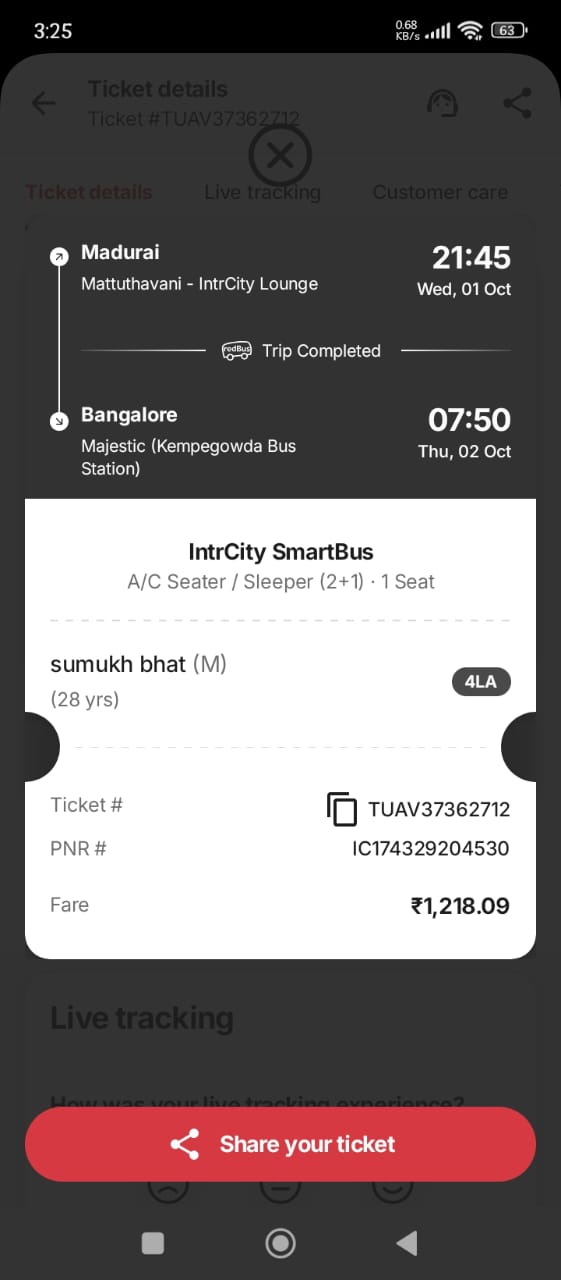 3:25
0.68
KB/s
63
Ticket details
Ticket #TUAV37362712
Ticket details Live tracking Customer care
Madurai
21:45
Mattuthavani - IntrCity Lounge
Wed, 01 Oct
redBus Trip Completed
Bangalore
07:50
Majestic (Kempegowda Bus
Station)
Thu, 02 Oct
IntrCity SmartBus
A/C Seater / Sleeper (2+1) · 1 Seat
sumukh bhat (M)
(28 yrs)
4LA
Ticket # TUAV37362712
PNR # IC174329204530
Fare ₹1,218.09
Live tracking
How was your live tracking experience?
Share your ticket